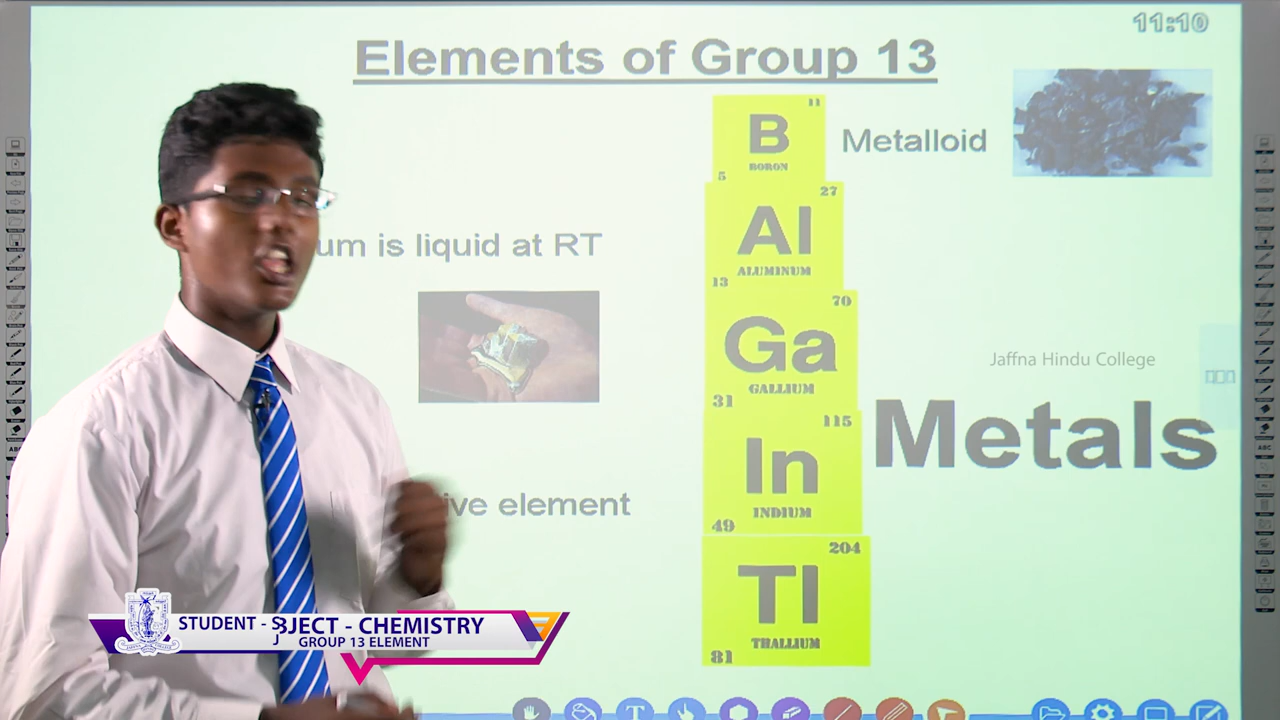 11:10
Elements of Group 13
11
B
BORON
5
Metalloid
27
Al
ALUMINUM
13
um is liquid at RT
70
Ga
GALLIUM
31
Jaffna Hindu College
115
In
INDIUM
49
Metals
ive element
204
Tl
THALLIUM
81
STUDENT - S
BJECT - CHEMISTRY
GROUP 13 ELEMENT